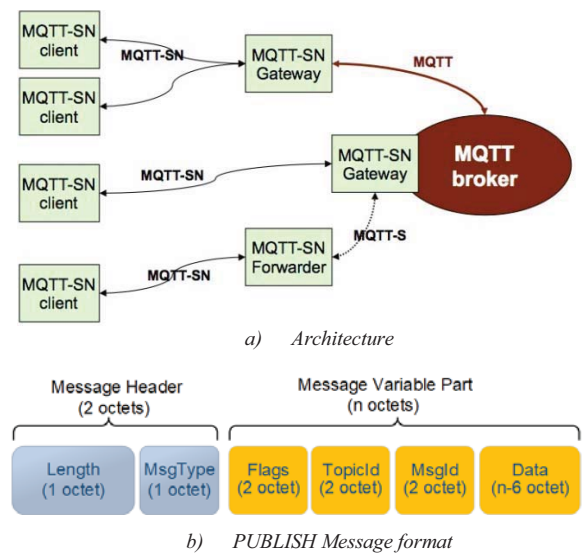 MQTT-SN
client
MQTT-SN
MQTT-SN
Gateway
MQTT
MQTT-SN
client
MQTT-SN
client
MQTT-SN
MQTT-SN
Gateway
MQTT
broker
MQTT-S
MQTT-SN
Forwarder
MQTT-SN
MQTT-SN
client
a) Architecture
Message Header
(2 octets)
Message Variable Part
(n octets)
Length
(1 octet)
MsgType
(1 octet)
Flags
(2 octet)
TopicId
(2 octet)
MsgId
(2 octet)
Data
(n-6 octet)
b) PUBLISH Message format